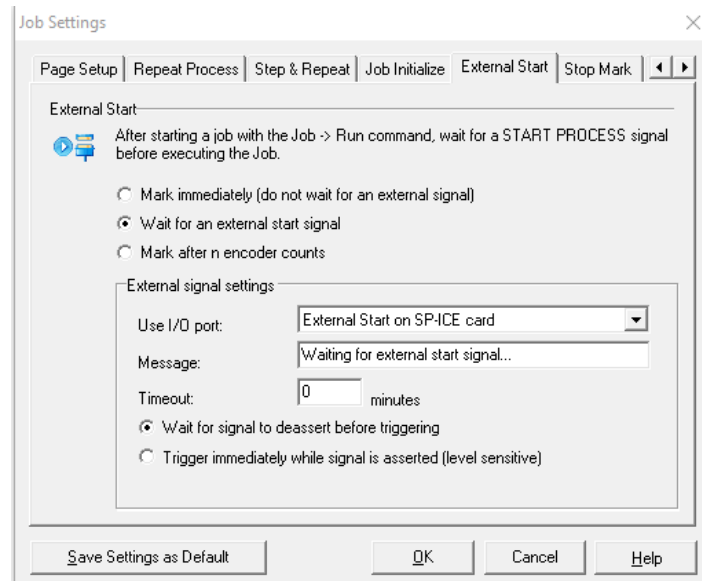 Job Settings
Page Setup Repeat Process Step & Repeat Job Initialize External Start Stop Mark
External Start
After starting a job with the Job -> Run command, wait for a START PROCESS signal
before executing the Job.
Mark immediately (do not wait for an external signal)
Wait for an external start signal
Mark after n encoder counts
External signal settings
Use I/O port: External Start on SP-ICE card
Message: Waiting for external start signal...
Timeout: 0 minutes
Wait for signal to deassert before triggering
Trigger immediately while signal is asserted (level sensitive)
Save Settings as Default OK Cancel Help